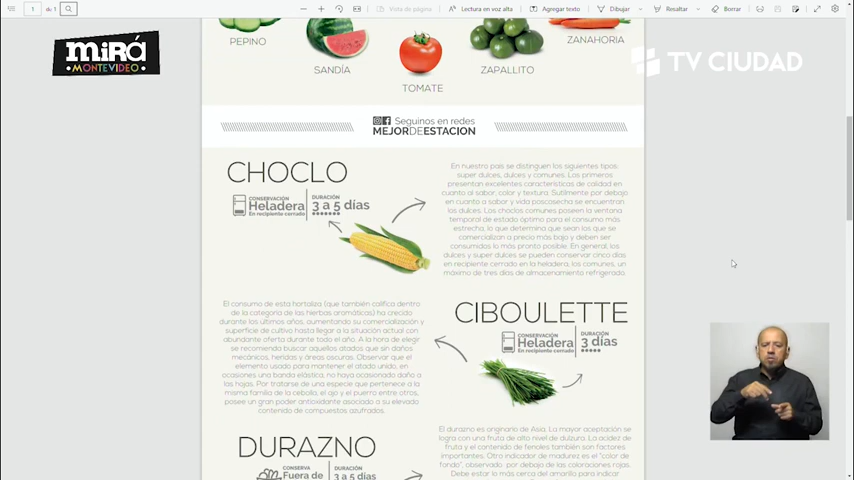 1
de 1
Vista de página
Lectura en voz alta
Agregar texto
Dibujar
Resaltar
Borrar
MiRÁ
MONTEVIDEO
TV CIUDAD
PEPINO
SANDÍA
TOMATE
ZAPALLITO
ZANAHORIA
Seguinos en redes
MEJORDEESTACION
CHOCLO
CONSERVACIÓN
Heladera
En recipiente cerrado
DURACIÓN
3 a 5 días
En nuestro país se distinguen los siguientes tipos:
super dulces, dulces y comunes. Los primeros
presentan excelentes características de calidad en
cuanto al sabor, color y textura. Sutilmente por debajo
en cuanto a sabor y vida poscosecha se encuentran
los dulces. Los choclos comunes poseen la ventana
temporal de estado óptimo para el consumo más
estrecha, lo que determina que sean los que se
comercializan a precio más bajo y deben ser
consumidos lo más pronto posible. En general, los
dulces y super dulces se pueden conservar cinco días
en recipiente cerrado en la heladera, los comunes, un
máximo de tres días de almacenamiento refrigerado.
El consumo de esta hortaliza (que también califica dentro
de la categoría de las hierbas aromáticas) ha crecido
durante los últimos años, aumentando su comercialización y
superficie de cultivo hasta llegar a la situación actual con
abundante oferta durante todo el año. A la hora de elegir
se recomienda buscar aquellos atados que sin daños
mecánicos, heridas y áreas oscuras. Observar que el
elemento usado para mantener el atado unido, en
ocasiones una banda elástica, no haya ocasionado daño a
las hojas. Por tratarse de una especie que pertenece a la
misma familia de la cebolla, el ajo y el puerro entre otros,
posee un gran poder antioxidante asociado a su elevado
contenido de compuestos azufrados.
CIBOULETTE
CONSERVACIÓN
Heladera
En recipiente cerrado
DURACIÓN
3 días
DURAZNO
CONSERVA
Fuera de
DURACIÓN
3 a 5 días
El durazno es originario de Asia. La mayor aceptación se
logra con una fruta de alto nivel de dulzura. La acidez de
fruta y el contenido de fenoles también son factores
importantes. Otro indicador de madurez es el "color de
fondo", observado por debajo de las coloraciones rojas.
Debe estar lo más cerca del amarillo para indicar